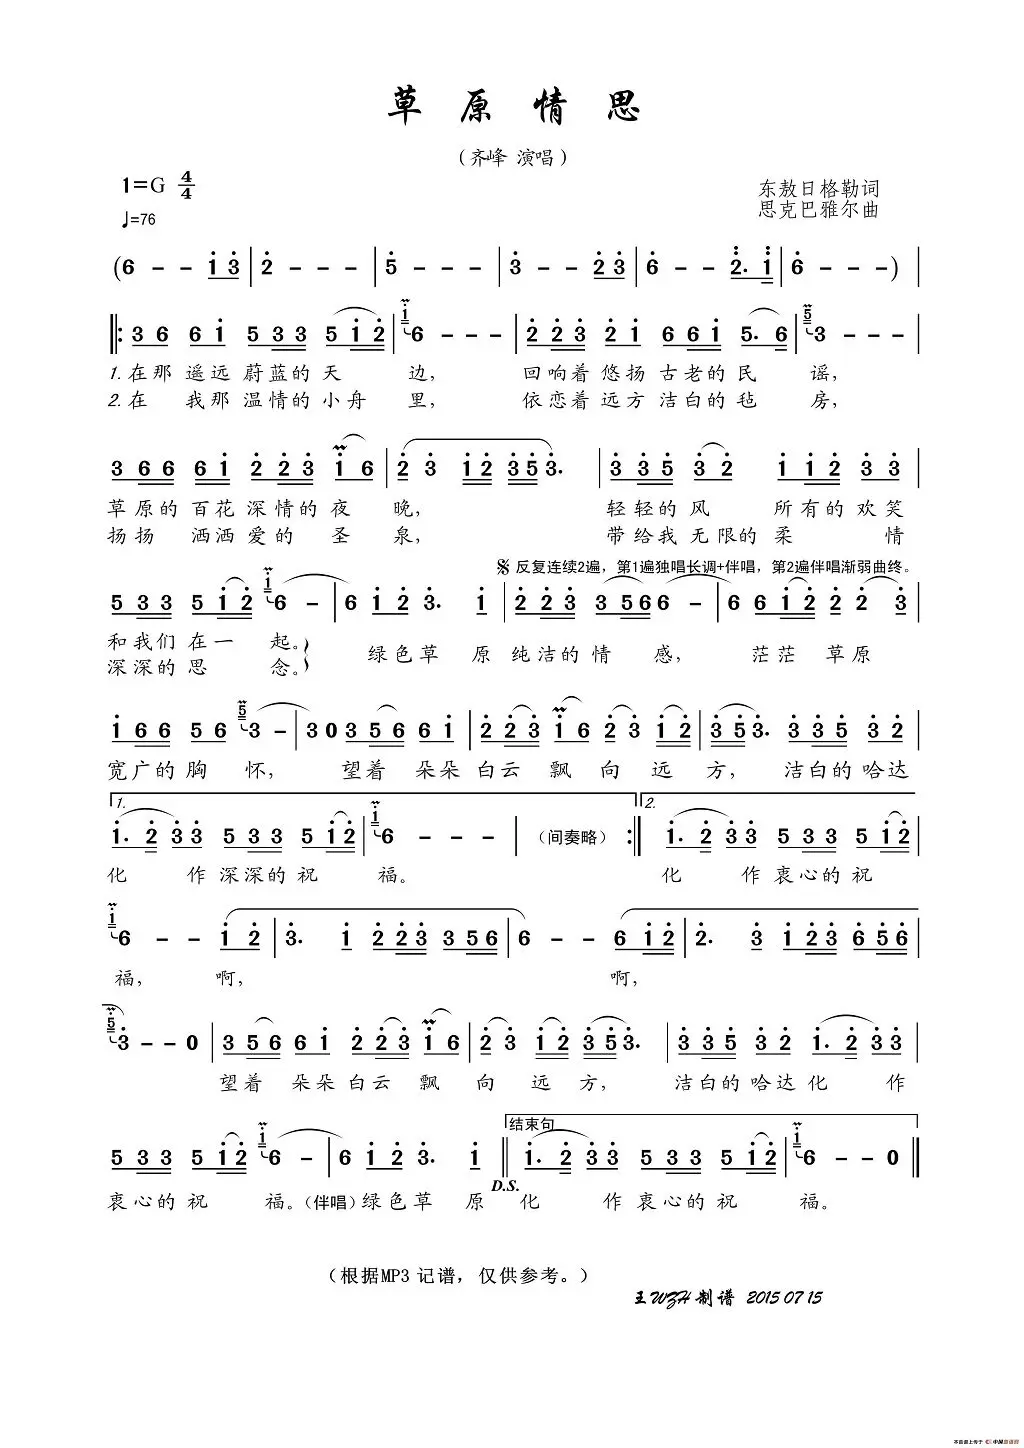 草原情思
（齐峰 演唱）
1=G 4/4
♩=76
东敖日格勒词
思克巴雅尔曲
(6 - - 1 3 | 2 - - - | 5 - - - | 3 - - 2 3 | 6 - - 2. 1 | 6 - - - )
3 6 6 1 5 3 3 5 1 2 | 1 6 - - - | 2 2 3 2 1 6 6 1 5. 6 | 5 3 - - - |
1. 在那 遥远 蔚蓝的 天 边， 回响着 悠扬 古老的 民 谣，
2. 在 我那 温情的 小舟 里， 依恋着 远方 洁白的 毡 房，
3 6 6 6 1 2 2 3 1 6 | 2 3 1 2 3 5 3. | 3 3 5 3 2 1 1 2 3 3
草原的 百花 深情的 夜 晚， 轻轻的 风 所有的 欢笑
扬扬 洒洒 爱的 圣 泉， 带给我 无限的 柔 情
𝄋 反复连续2遍，第1遍独唱长调+伴唱，第2遍伴唱渐弱曲终。
5 3 3 5 1 2 1 6 - | 6 1 2 3. 1 | 2 2 3 3 5 6 6 - | 6 6 1 2 2 2 3
和我们 在一 起。 绿色草 原 纯洁的 情 感， 茫茫 草原
深深的 思 念。
1 6 6 5 6 5 3 - | 3 0 3 5 6 6 1 | 2 2 3 1 6 2 3 1 2 | 3 5 3. 3 3 5 3 2 |
宽广的 胸 怀， 望着 朵朵 白云 飘 向 远 方， 洁白的 哈达
1. 2.
1. 2 3 3 5 3 3 5 1 2 | 1 6 - - - | （间奏略） :| 1. 2 3 3 5 3 3 5 1 2 |
化 作 深深的 祝 福。 化 作 衷心的 祝
1 6 - - 1 2 | 3. 1 2 2 3 3 5 6 | 6 - - 6 1 2 | 2. 3 1 2 3 6 5 6 |
福， 啊， 啊，
5 3 - - 0 | 3 5 6 6 1 2 2 3 1 6 | 2 3 1 2 3 5 3. | 3 3 5 3 2 1. 2 3 3 |
望着 朵朵 白云 飘 向 远 方， 洁白的 哈达 化 作
结束句
5 3 3 5 1 2 1 6 - | 6 1 2 3. 1 || 1. 2 3 3 5 3 3 5 1 2 | 1 6 - - 0 ||
D.S.
衷心的 祝 福。（伴唱）绿色草 原 化 作 衷心的 祝 福。
（根据MP3 记谱，仅供参考。）
王WZH 制谱 2015 07 15